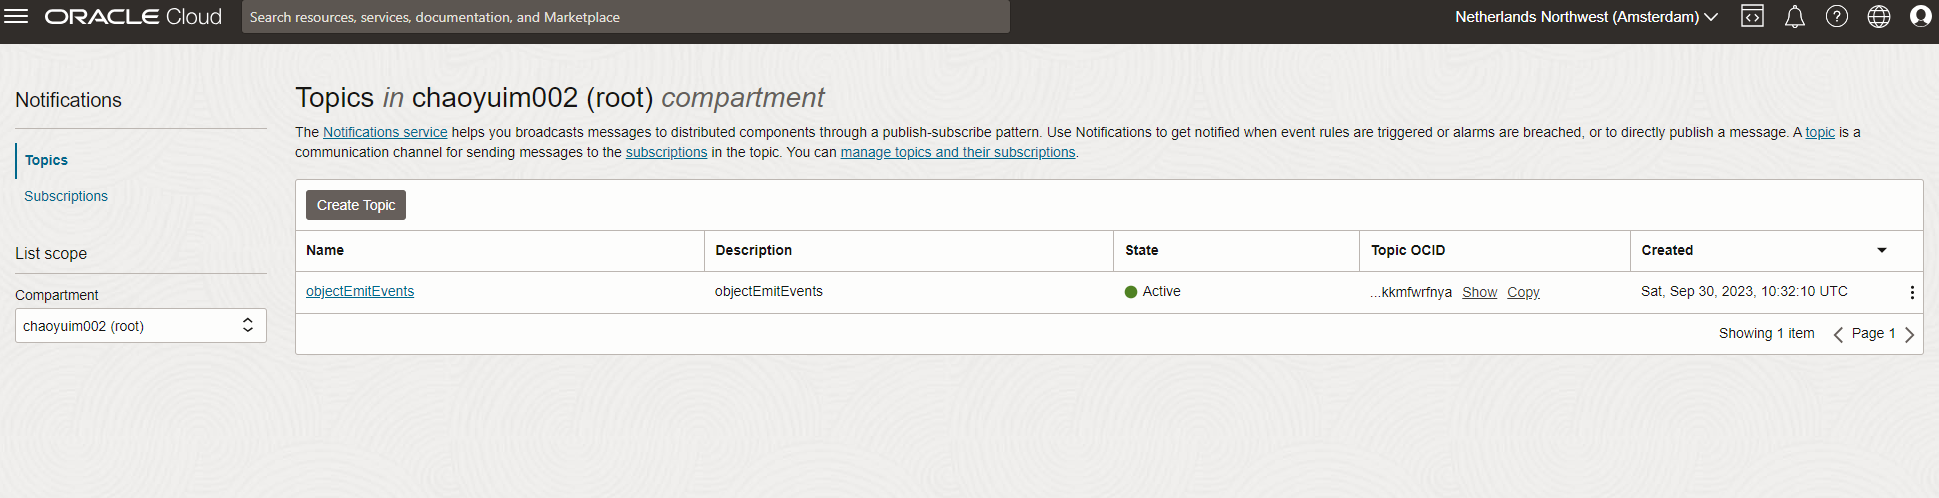 ORACLE Cloud
Search resources, services, documentation, and Marketplace
Netherlands Northwest (Amsterdam)
Notifications
Topics
Subscriptions
List scope
Compartment
chaoyuim002 (root)
Topics in chaoyuim002 (root) compartment
The Notifications service helps you broadcasts messages to distributed components through a publish-subscribe pattern. Use Notifications to get notified when event rules are triggered or alarms are breached, or to directly publish a message. A topic is a
communication channel for sending messages to the subscriptions in the topic. You can manage topics and their subscriptions.
Create Topic
Name Description State Topic OCID Created
objectEmitEvents objectEmitEvents Active ...kkmfwrfnya Show Copy Sat, Sep 30, 2023, 10:32:10 UTC
Showing 1 item Page 1